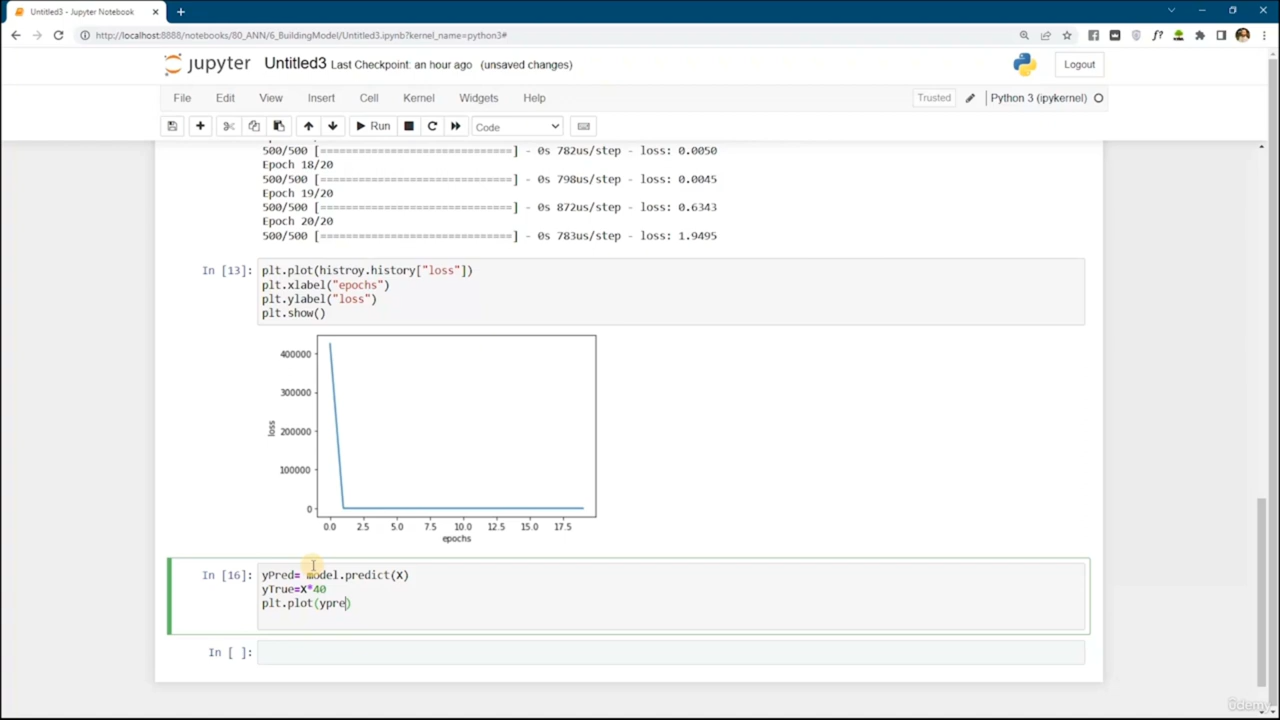 Untitled3 - Jupyter Notebook
http://localhost:8888/notebooks/80_ANN/6_BuildingModel/Untitled3.ipynb?kernel_name=python3#
jupyter Untitled3 Last Checkpoint: an hour ago (unsaved changes) Logout
File Edit View Insert Cell Kernel Widgets Help Trusted Python 3 (ipykernel)
Run Code
500/500 [==============================] - 0s 782us/step - loss: 0.0050
Epoch 18/20
500/500 [==============================] - 0s 798us/step - loss: 0.0045
Epoch 19/20
500/500 [==============================] - 0s 872us/step - loss: 0.6343
Epoch 20/20
500/500 [==============================] - 0s 783us/step - loss: 1.9495
In [13]: plt.plot(histroy.history["loss"])
plt.xlabel("epochs")
plt.ylabel("loss")
plt.show()
400000
300000
200000
100000
0
loss
0.0 2.5 5.0 7.5 10.0 12.5 15.0 17.5
epochs
In [16]: yPred= model.predict(X)
yTrue=X*40
plt.plot(ypre)
In [ ]:
ûdemy